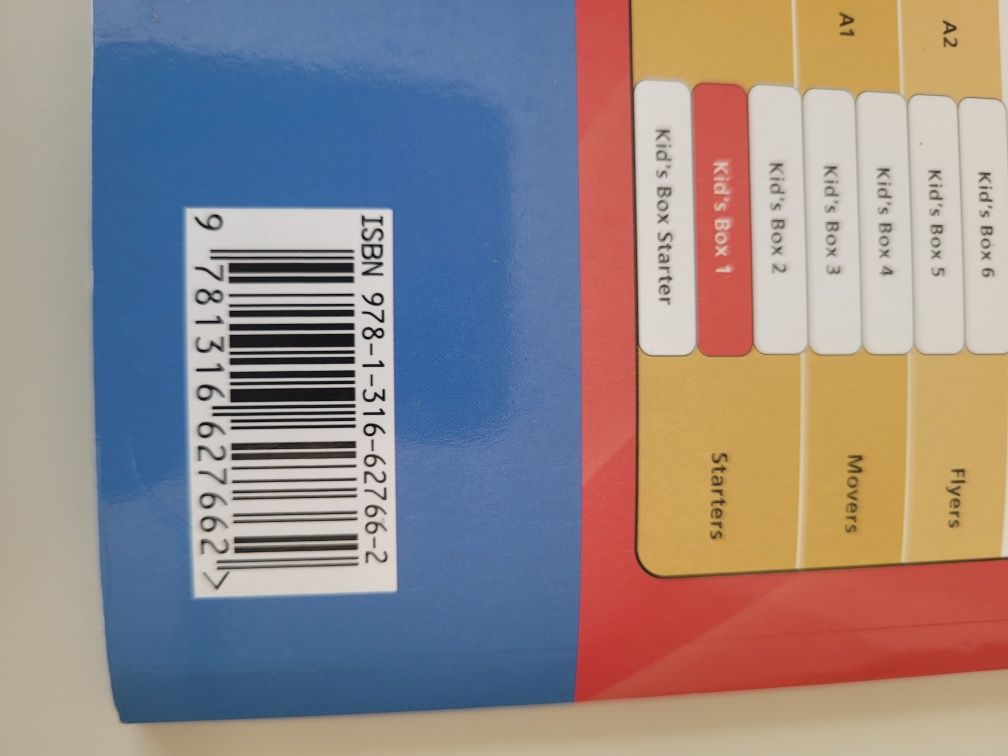 Kid's Box 6
A2 Flyers
Kid's Box 5
Kid's Box 4
A1 Movers
Kid's Box 3
Kid's Box 2
Kid's Box 1 Starters
Kid's Box Starter
ISBN 978-1-316-62766-2
9 781316 627662 >